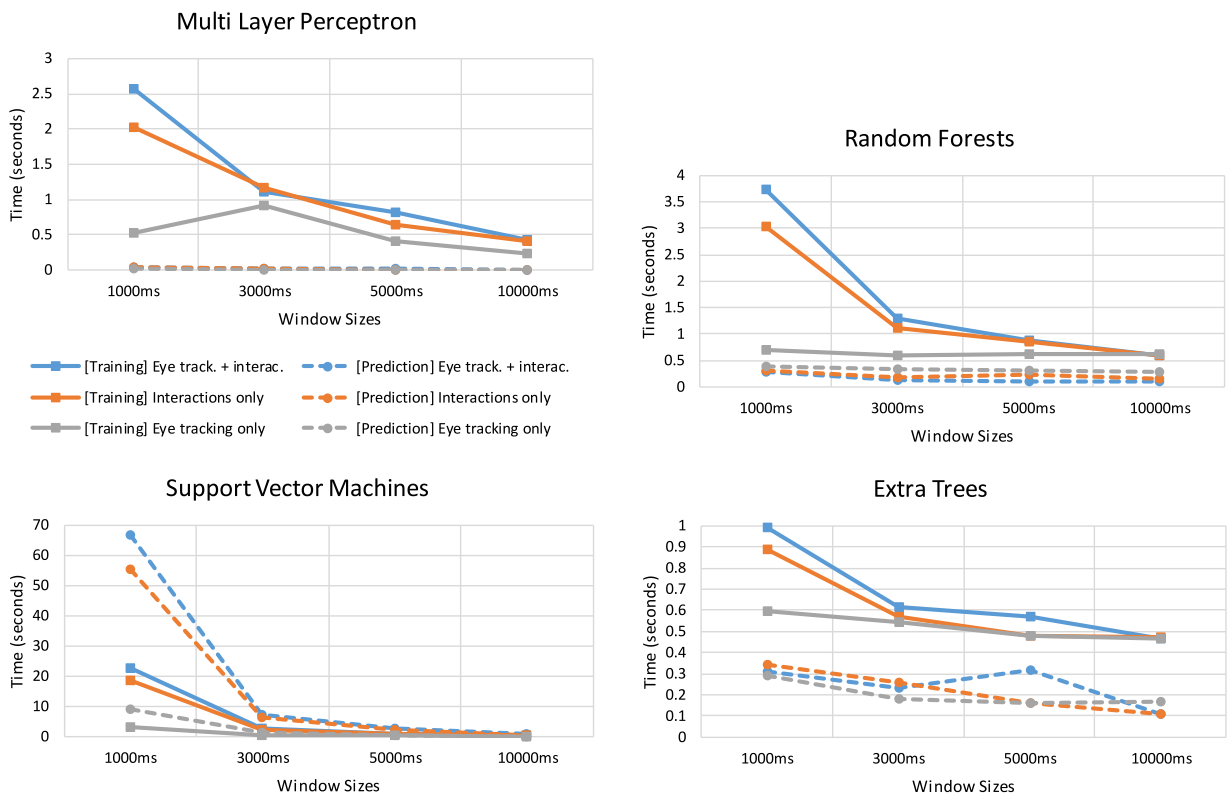 Multi Layer Perceptron
3
2.5
2
1.5
1
0.5
0
Time (seconds)
1000ms 3000ms 5000ms 10000ms
Window Sizes
[Training] Eye track. + interac. [Prediction] Eye track. + interac.
[Training] Interactions only [Prediction] Interactions only
[Training] Eye tracking only [Prediction] Eye tracking only
Random Forests
4
3.5
3
2.5
2
1.5
1
0.5
0
Time (seconds)
1000ms 3000ms 5000ms 10000ms
Window Sizes
Support Vector Machines
70
60
50
40
30
20
10
0
Time (seconds)
1000ms 3000ms 5000ms 10000ms
Window Sizes
Extra Trees
1
0.9
0.8
0.7
0.6
0.5
0.4
0.3
0.2
0.1
0
Time (seconds)
1000ms 3000ms 5000ms 10000ms
Window Sizes